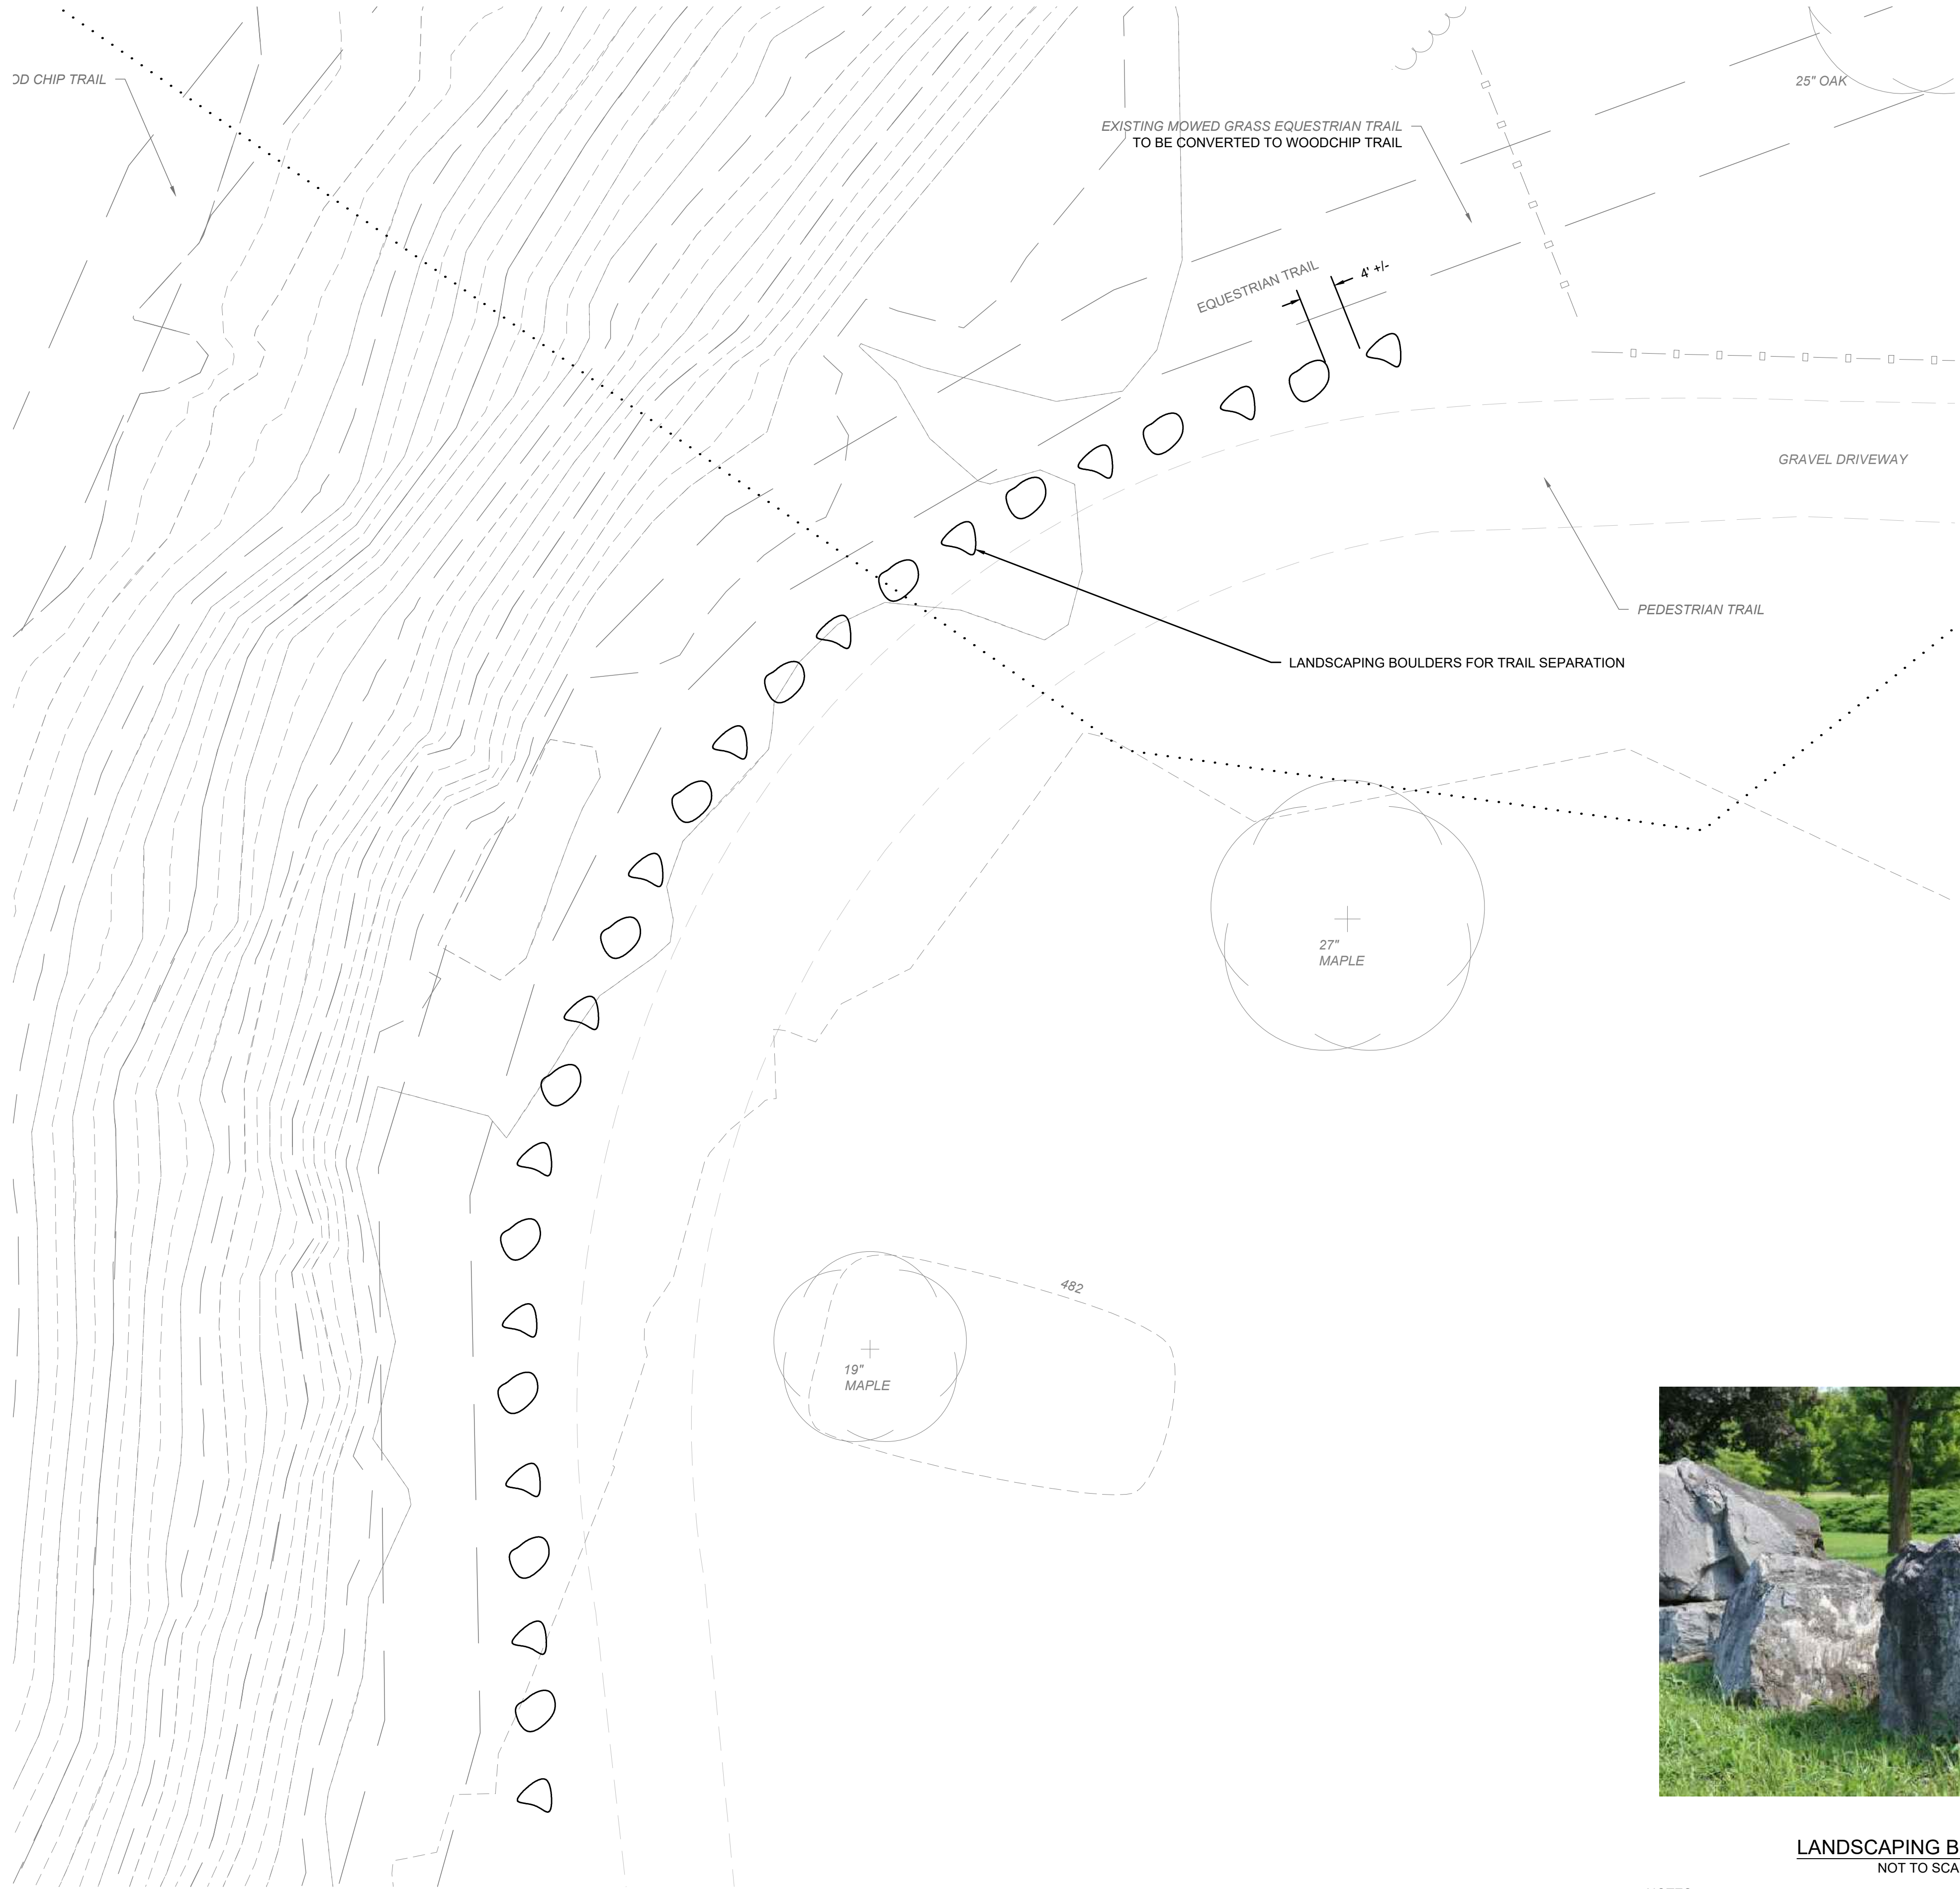 CHIP TRAIL
25" OAK
EXISTING MOWED GRASS EQUESTRIAN TRAIL
TO BE CONVERTED TO WOODCHIP TRAIL
EQUESTRIAN TRAIL
4' +/-
GRAVEL DRIVEWAY
PEDESTRIAN TRAIL
LANDSCAPING BOULDERS FOR TRAIL SEPARATION
27"
MAPLE
482
19"
MAPLE
LANDSCAPING B
NOT TO SCA